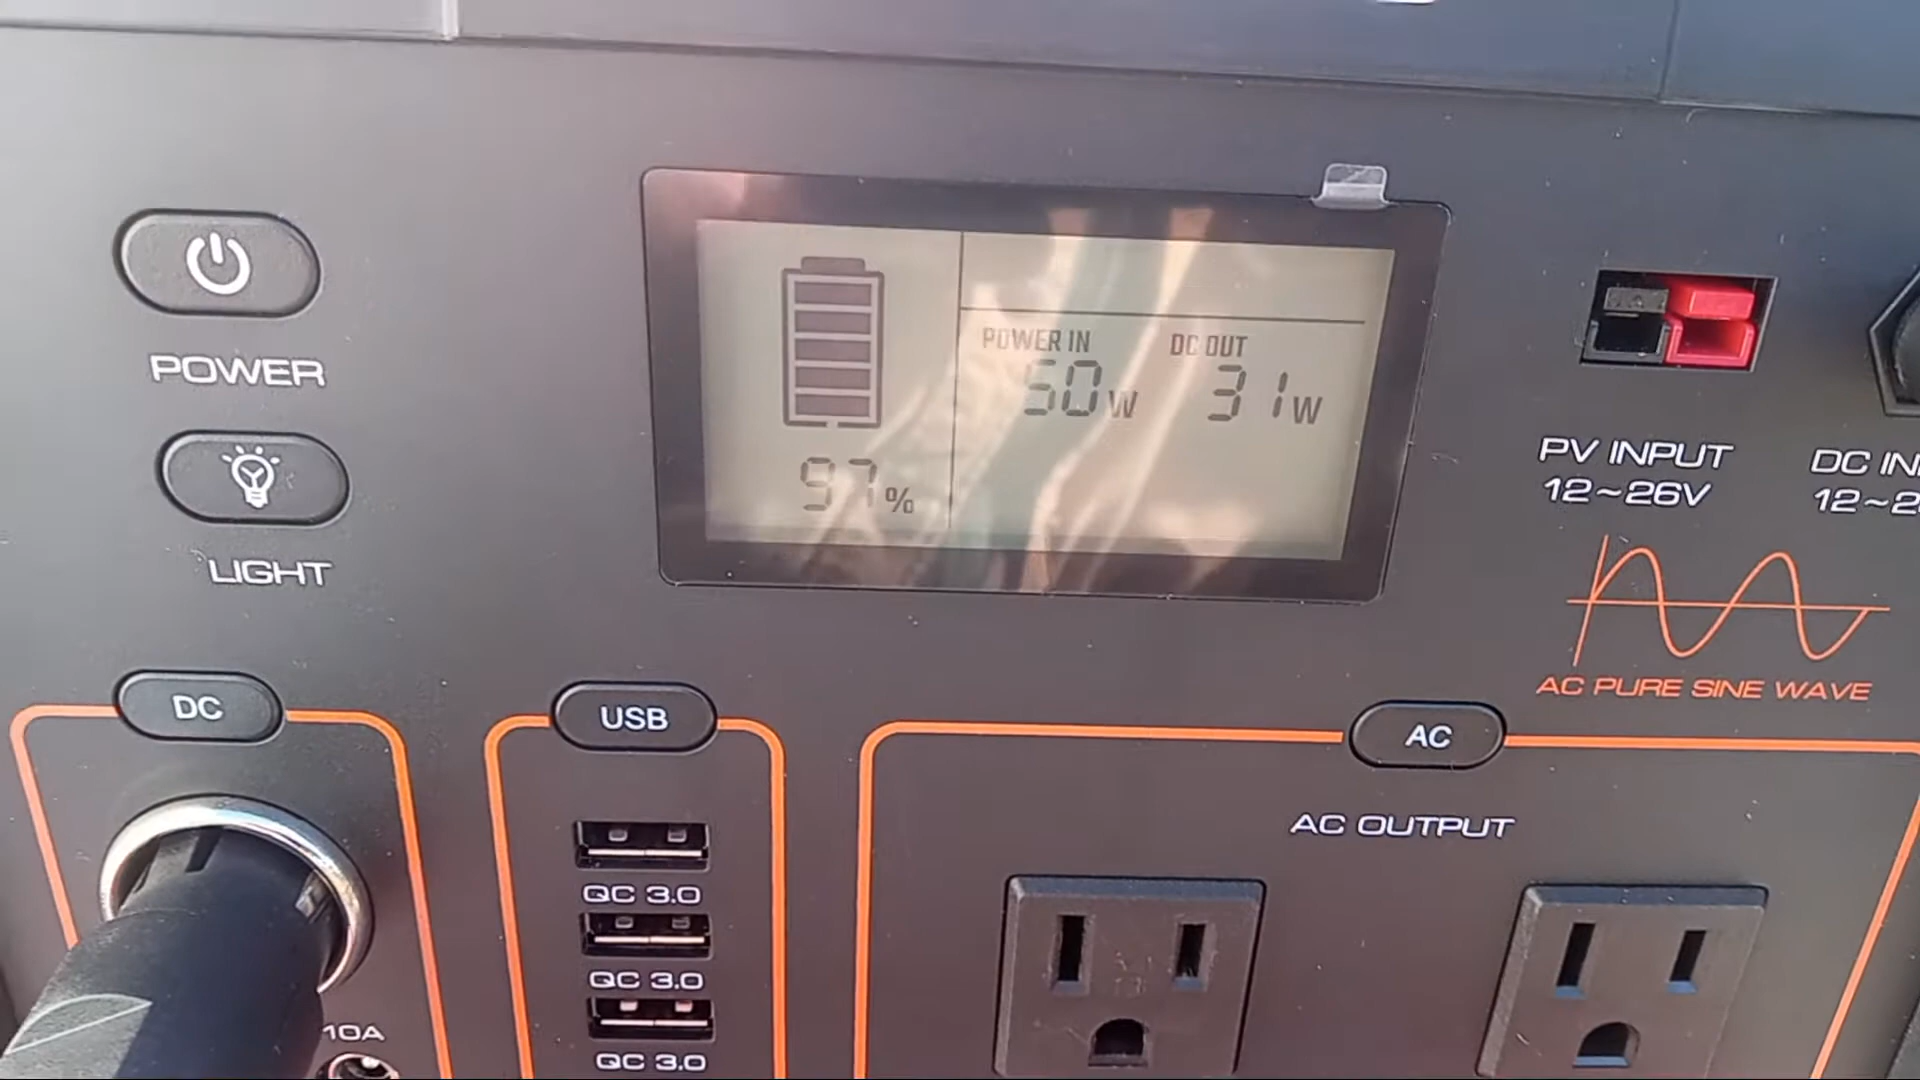 POWER
LIGHT
POWER IN
DC OUT
50W
31W
97%
PV INPUT
12~26V
DC IN
12~2
AC PURE SINE WAVE
DC
USB
AC
AC OUTPUT
QC 3.0
QC 3.0
QC 3.0
10A